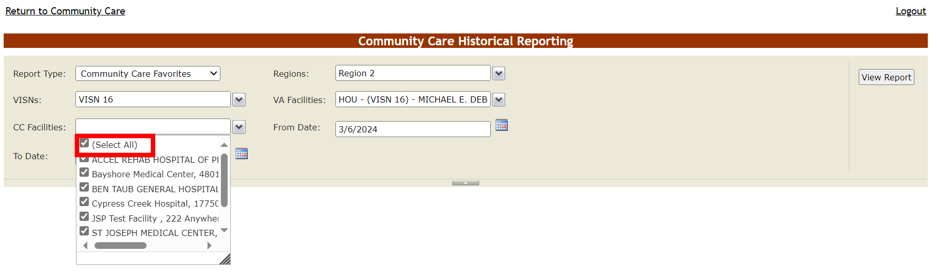 Return to Community Care
Logout
Community Care Historical Reporting
Report Type:
Community Care Favorites
Regions:
Region 2
View Report
VISNs:
VISN 16
VA Facilities:
HOU - (VISN 16) - MICHAEL E. DEB
CC Facilities:
From Date:
3/6/2024
To Date:
(Select All)
ACCEL REHAB HOSPITAL OF
Bayshore Medical Center, 4801
BEN TAUB GENERAL HOSPITAL
Cypress Creek Hospital, 17750
JSP Test Facility , 222 Anywhe
ST JOSEPH MEDICAL CENTER,